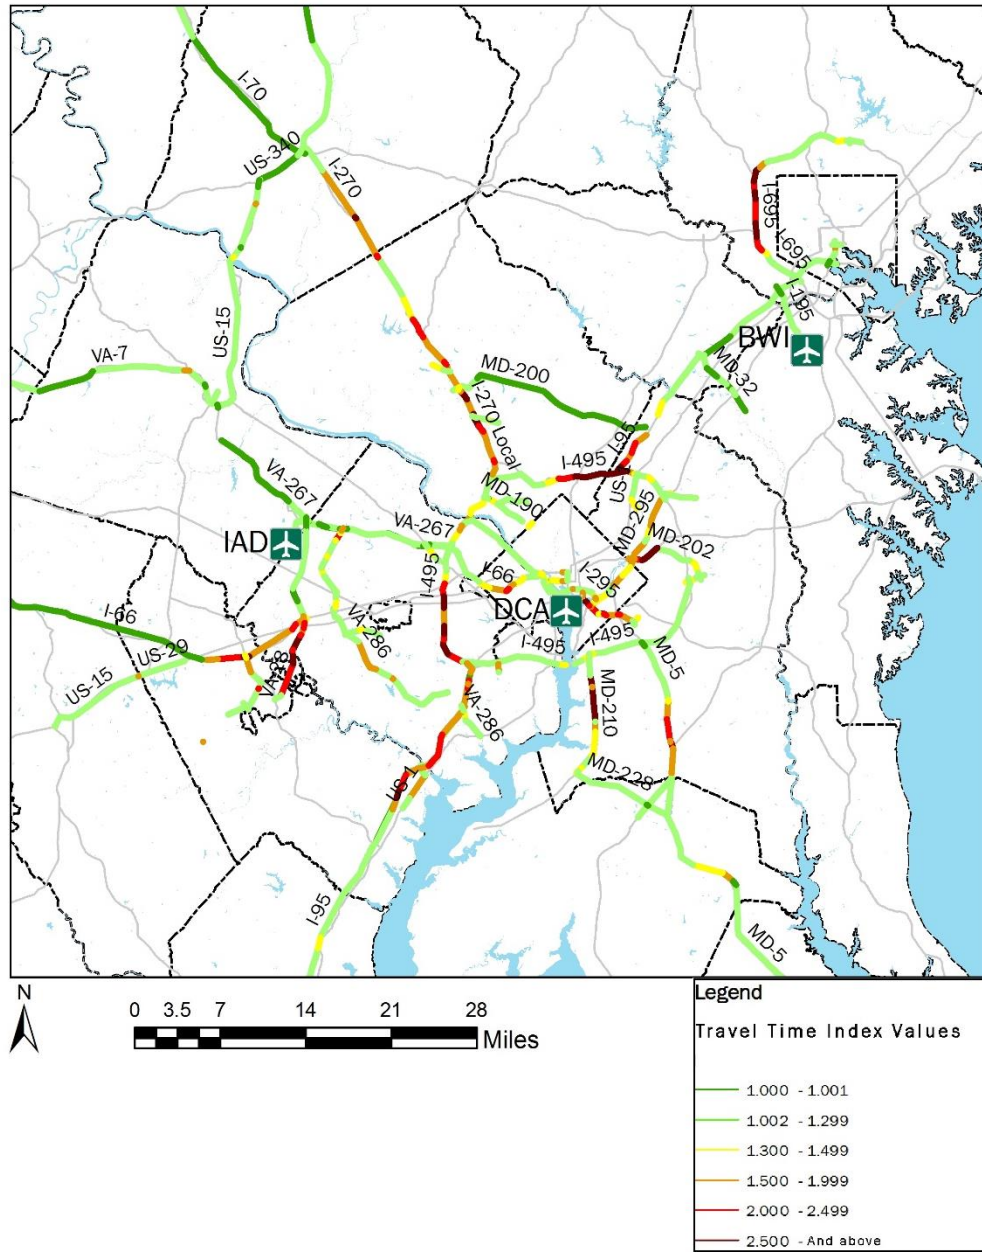 I-70
US-340
I-270
I-695
I-695
I-195
BWI
US-15
VA-7
MD-200
MD-32
I-270
Local
I-95
I-495
US-
VA-267
MD-190
MD-295
VA-267
MD-202
IAD
I-495
I-66
I-295
DCA
I-66
VA-286
I-495
I-495
US-29
MD-5
US-15
VA-28
MD-210
VA-286
MD-228
US-1
I-95
MD-5
N
0 3.5 7 14 21 28
Miles
Legend
Travel Time Index Values
1.000 - 1.001
1.002 - 1.299
1.300 - 1.499
1.500 - 1.999
2.000 - 2.499
2.500 - And above